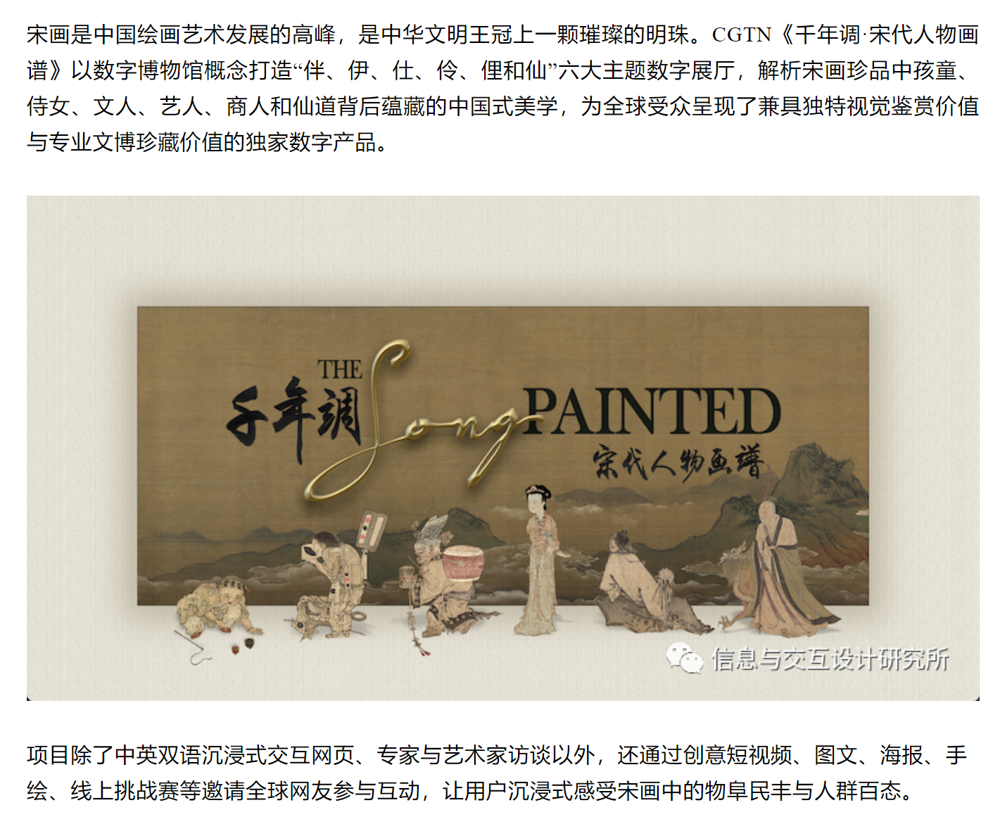 宋画是中国绘画艺术发展的高峰，是中华文明王冠上一颗璀璨的明珠。CGTN《千年调·宋代人物画
谱》以数字博物馆概念打造“伴、伊、仕、伶、俚和仙”六大主题数字展厅，解析宋画珍品中孩童、
侍女、文人、艺人、商人和仙道背后蕴藏的中国式美学，为全球受众呈现了兼具独特视觉鉴赏价值
与专业文博珍藏价值的独家数字产品。
THE
千年调 Song PAINTED
宋代人物画谱
信息与交互设计研究所
项目除了中英双语沉浸式交互网页、专家与艺术家访谈以外，还通过创意短视频、图文、海报、手
绘、线上挑战赛等邀请全球网友参与互动，让用户沉浸式感受宋画中的物阜民丰与人群百态。